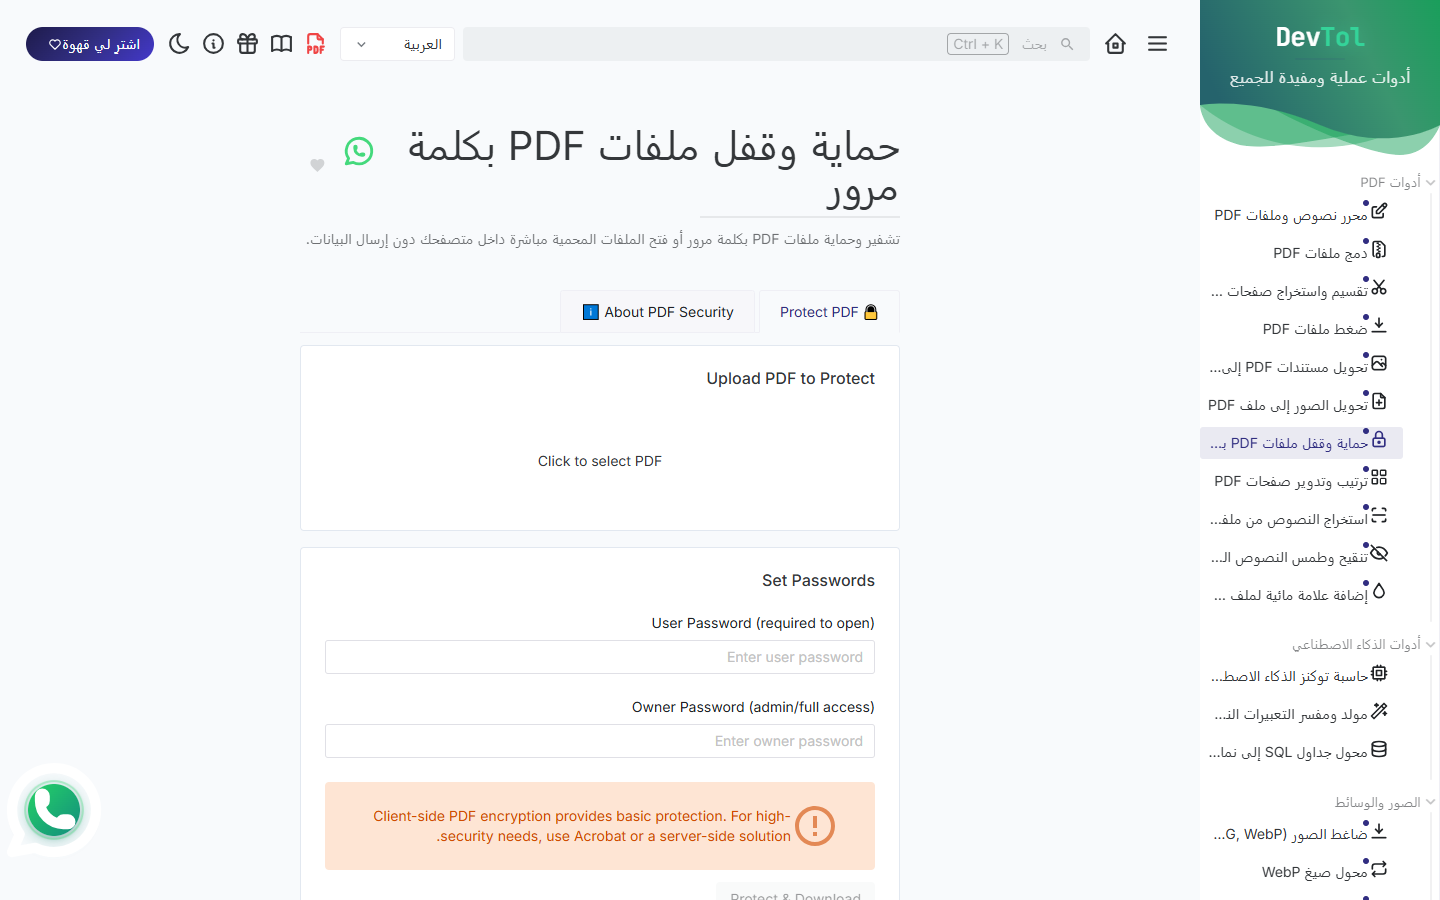 DevTol
أدوات عملية ومفيدة للجميع
بحث
Ctrl + K
العربية
PDF
اشترِ لي قهوة
أدوات PDF
محرر نصوص وملفات PDF
دمج ملفات PDF
تقسيم واستخراج صفحات ...
ضغط ملفات PDF
تحويل مستندات PDF إلى...
تحويل الصور إلى ملف PDF
حماية وقفل ملفات PDF بـ...
ترتيب وتدوير صفحات PDF
استخراج النصوص من ملفـ...
تنقيح وطمس النصوص الـ...
إضافة علامة مائية لملف ...
أدوات الذكاء الاصطناعي
حاسبة توكنز الذكاء الاصطـ...
مولد ومفسر التعبيرات النـ...
محول جداول SQL إلى نما...
الصور والوسائط
ضاغط الصور (G, WebP...
محول صيغ WebP
حماية وقفل ملفات PDF بكلمة
مرور
تشفير وحماية ملفات PDF بكلمة مرور أو فتح الملفات المحمية مباشرة داخل متصفحك دون إرسال البيانات.
Protect PDF
About PDF Security
Upload PDF to Protect
Click to select PDF
Set Passwords
User Password (required to open)
Enter user password
Owner Password (admin/full access)
Enter owner password
Client-side PDF encryption provides basic protection. For high-
security needs, use Acrobat or a server-side solution.
Protect & Download